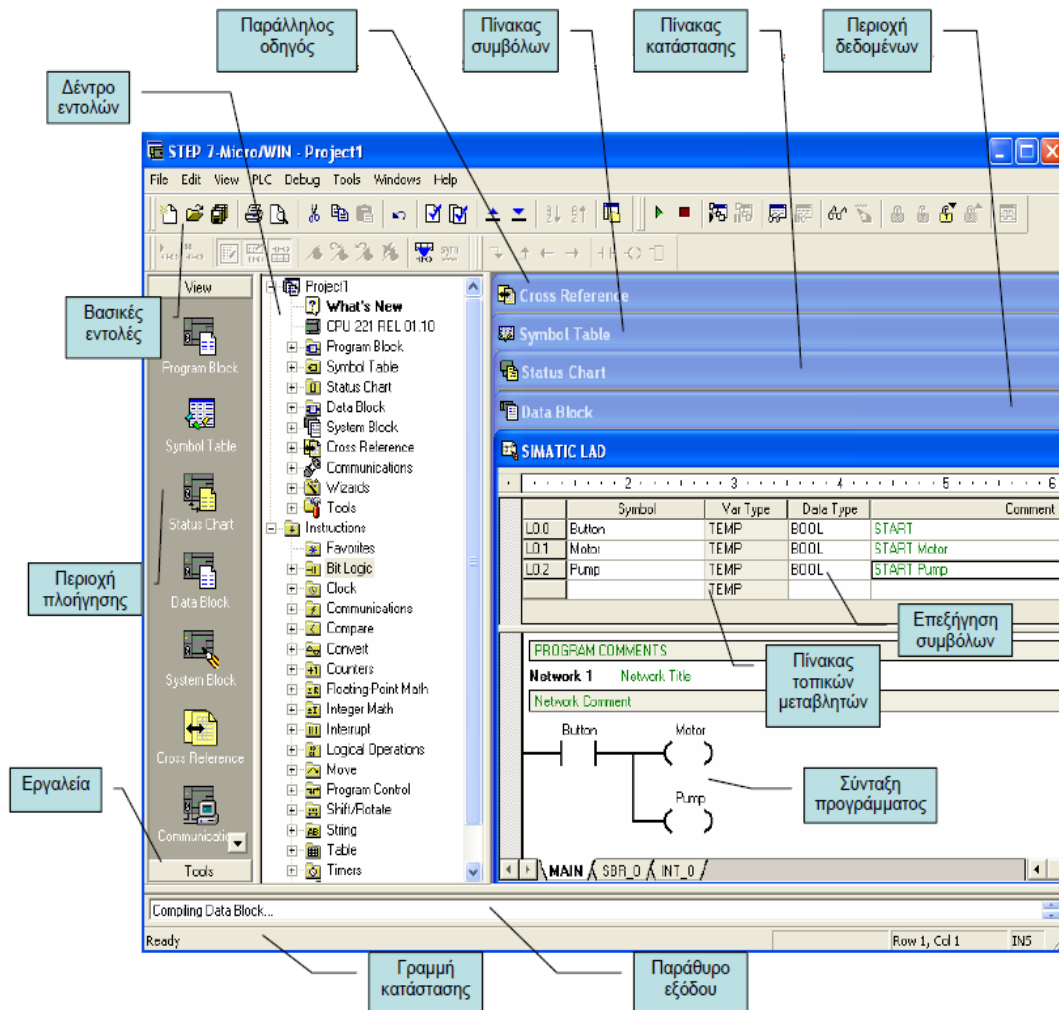 Παράλληλος
οδηγός
Πίνακας
συμβόλων
Πίνακας
κατάστασης
Περιοχή
δεδομένων
Δέντρο
εντολών
STEP 7-Micro/WIN - Project1
File Edit View PLC Debug Tools Windows Help
View
Program Block
Symbol Table
Status Chart
Data Block
System Block
Cross Reference
Tools
Βασικές
εντολές
Περιοχή
πλοήγησης
Εργαλεία
Project1
What's New
CPU 221 REL 01.10
Program Block
Symbol Table
Status Chart
Data Block
System Block
Cross Reference
Communications
Wizards
Tools
Instructions
Favorites
Bit Logic
Clock
Communications
Compare
Convert
Counters
Floating-Point Math
Integer Math
Interrupt
Logical Operations
Move
Program Control
Shift/Rotate
String
Table
Timers
Cross Reference
Symbol Table
Status Chart
Data Block
SIMATIC LAD
2 3 4 5 6
Symbol Var Type Data Type Comment
L0.0 Button TEMP BOOL START
L0.1 Motor TEMP BOOL START Motor
L0.2 Pump TEMP BOOL START Pump
TEMP
Επεξήγηση
συμβόλων
Πίνακας
τοπικών
μεταβλητών
PROGRAM COMMENTS
Network 1 Network Title
Network Comment
Button Motor
Pump
Σύνταξη
προγράμματος
MAIN SBR_0 INT_0
Compiling Data Block...
Ready Row 1, Col 1 INS
Γραμμή
κατάστασης
Παράθυρο
εξόδου